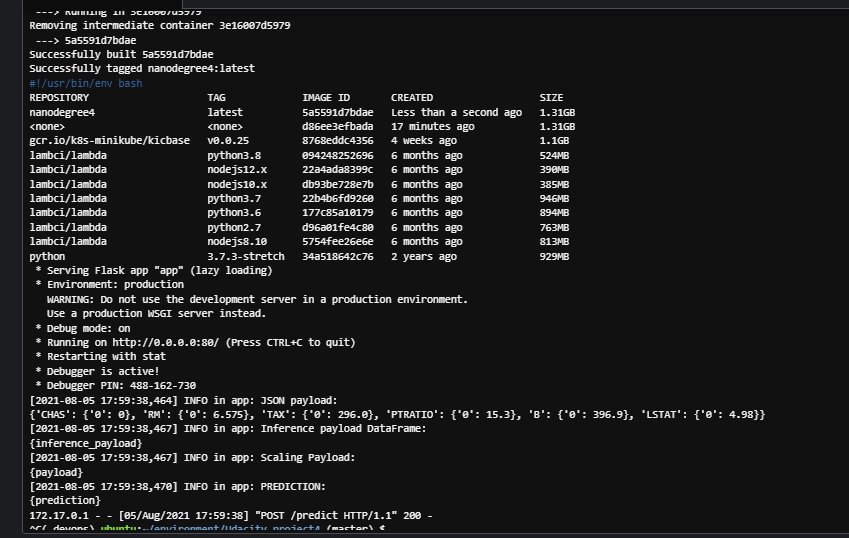 ---> Running in 3e16007d5979
Removing intermediate container 3e16007d5979
---> 5a5591d7bdae
Successfully built 5a5591d7bdae
Successfully tagged nanodegree4:latest
#!/usr/bin/env bash
REPOSITORY TAG IMAGE ID CREATED SIZE
nanodegree4 latest 5a5591d7bdae Less than a second ago 1.31GB
<none> <none> d86ee3efbada 17 minutes ago 1.31GB
gcr.io/k8s-minikube/kicbase v0.0.25 8768eddc4356 4 weeks ago 1.1GB
lambci/lambda python3.8 094248252696 6 months ago 524MB
lambci/lambda nodejs12.x 22a4ada8399c 6 months ago 390MB
lambci/lambda nodejs10.x db93be728e7b 6 months ago 385MB
lambci/lambda python3.7 22b4b6fd9260 6 months ago 946MB
lambci/lambda python3.6 177c85a10179 6 months ago 894MB
lambci/lambda python2.7 d96a01fe4c80 6 months ago 763MB
lambci/lambda nodejs8.10 5754fee26e6e 6 months ago 813MB
python 3.7.3-stretch 34a518642c76 2 years ago 929MB
* Serving Flask app "app" (lazy loading)
* Environment: production
WARNING: Do not use the development server in a production environment.
Use a production WSGI server instead.
* Debug mode: on
* Running on http://0.0.0.0:80/ (Press CTRL+C to quit)
* Restarting with stat
* Debugger is active!
* Debugger PIN: 488-162-730
[2021-08-05 17:59:38,464] INFO in app: JSON payload:
{'CHAS': {'0': 0}, 'RM': {'0': 6.575}, 'TAX': {'0': 296.0}, 'PTRATIO': {'0': 15.3}, 'B': {'0': 396.9}, 'LSTAT': {'0': 4.98}}
[2021-08-05 17:59:38,467] INFO in app: Inference payload DataFrame:
{inference_payload}
[2021-08-05 17:59:38,467] INFO in app: Scaling Payload:
{payload}
[2021-08-05 17:59:38,470] INFO in app: PREDICTION:
{prediction}
172.17.0.1 - - [05/Aug/2021 17:59:38] "POST /predict HTTP/1.1" 200 -
^C(.devops) ubuntu:~/environment/Udacity_project4 (master) $